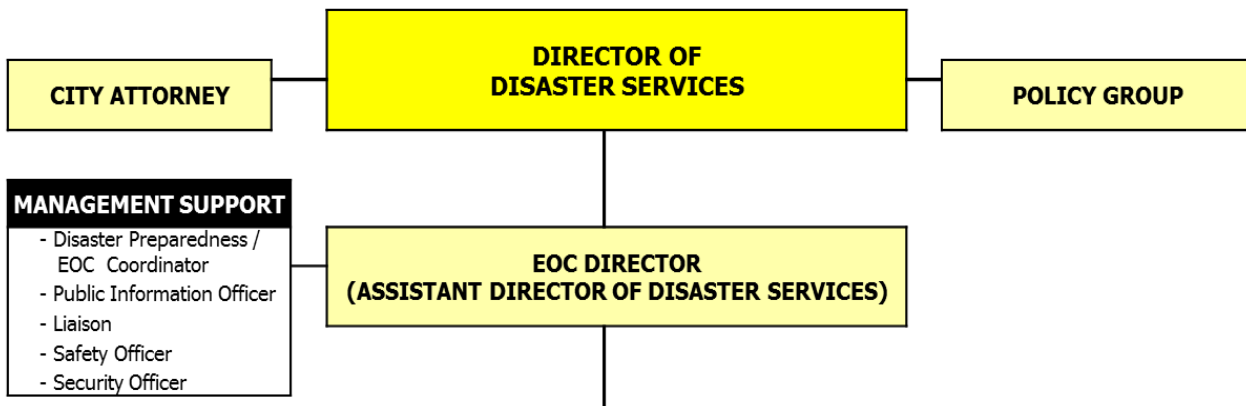 DIRECTOR OF
DISASTER SERVICES
CITY ATTORNEY
POLICY GROUP
MANAGEMENT SUPPORT
- Disaster Preparedness /
EOC Coordinator
- Public Information Officer
- Liaison
- Safety Officer
- Security Officer
EOC DIRECTOR
(ASSISTANT DIRECTOR OF DISASTER SERVICES)